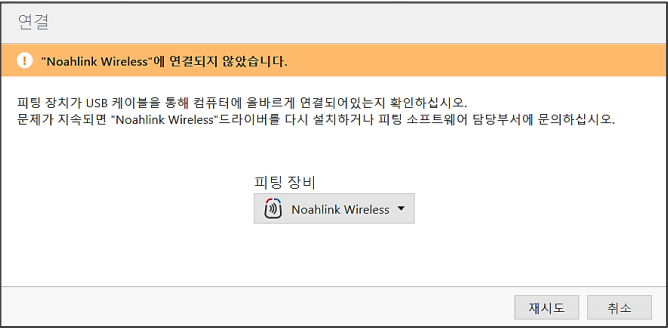 연결
"Noahlink Wireless"에 연결되지 않았습니다.
피팅 장치가 USB 케이블을 통해 컴퓨터에 올바르게 연결되어있는지 확인하십시오.
문제가 지속되면 "Noahlink Wireless"드라이버를 다시 설치하거나 피팅 소프트웨어 담당부서에 문의하십시오.
피팅 장비
Noahlink Wireless
재시도 취소